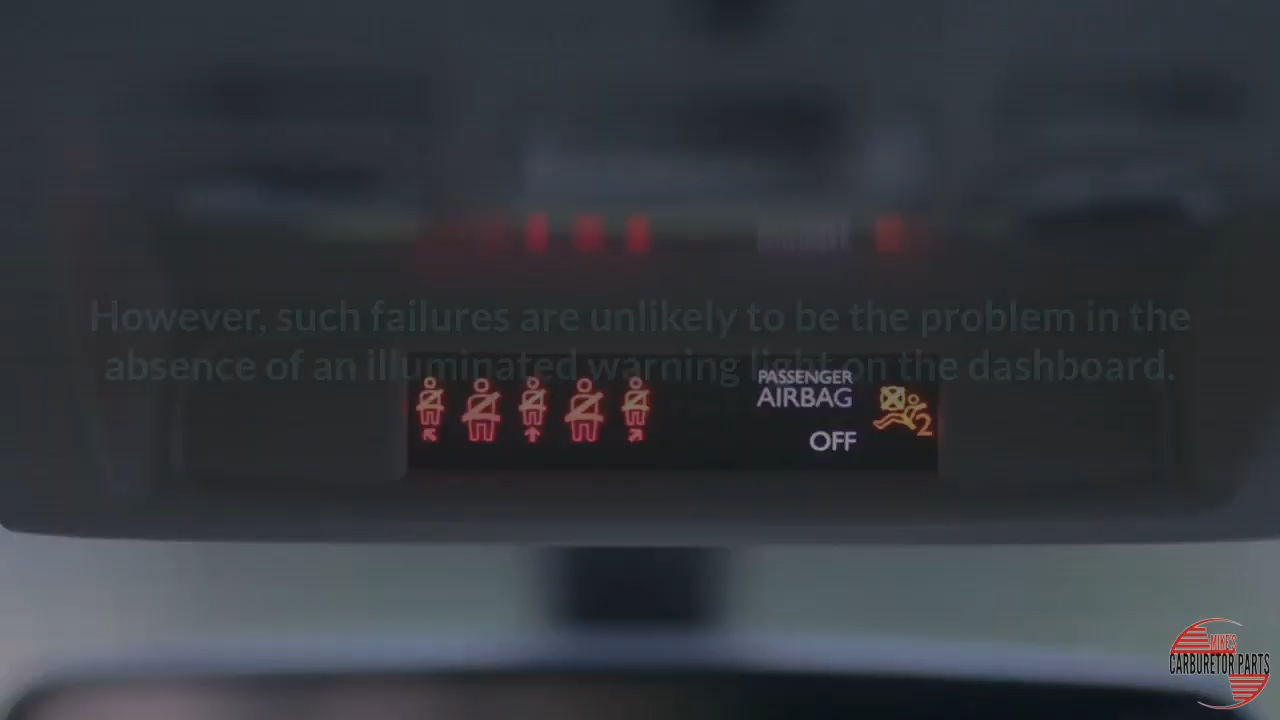 However, such failures are unlikely to be the problem in the
absence of an illuminated warning light on the dashboard.
PASSENGER
AIRBAG
2
OFF
MIKE'S
CARBURETOR PARTS